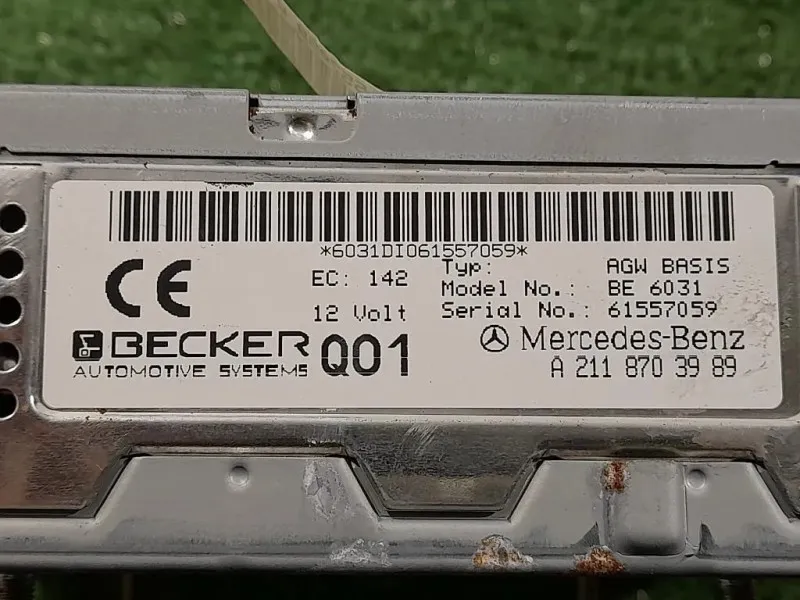 *6031DI061557059*
CE
EC: 142
12 Volt
Typ: AGW BASIS
Model No.: BE 6031
Serial No.: 61557059
BECKER
AUTOMOTIVE SYSTEMS
Q01
Mercedes-Benz
A 211 870 39 89